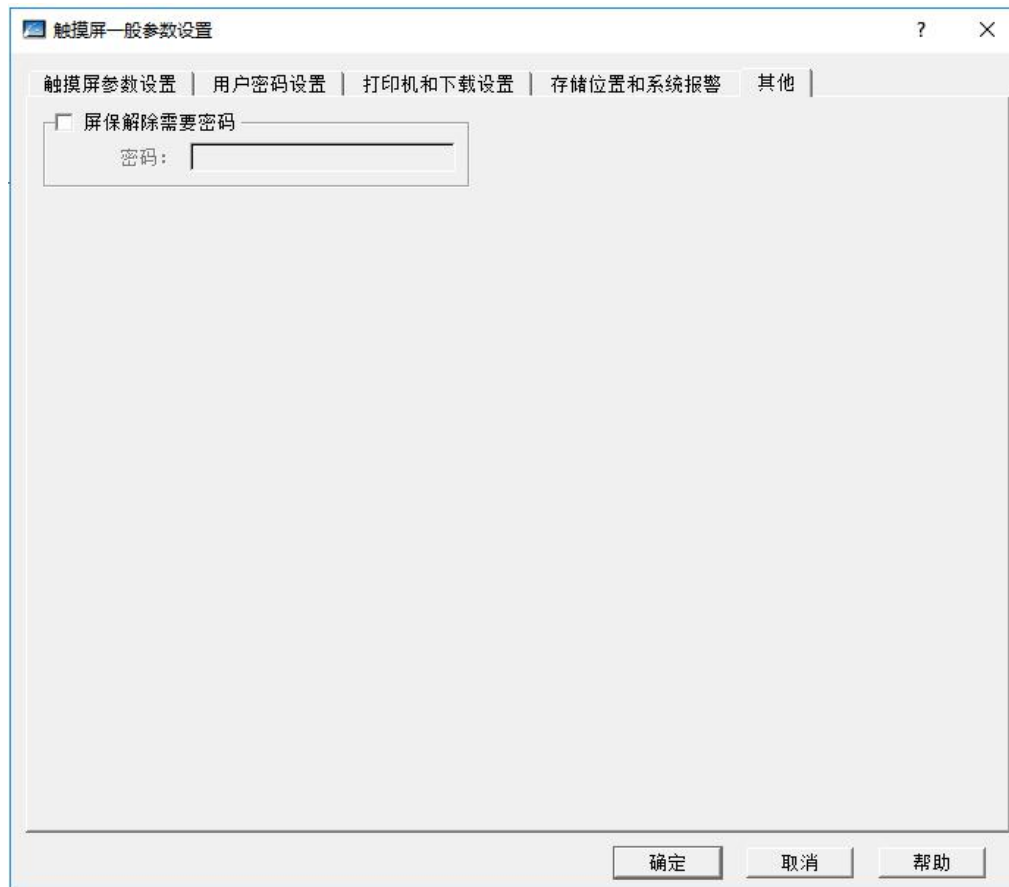 触摸屏一般参数设置
触摸屏参数设置 用户密码设置 打印机和下载设置 存储位置和系统报警 其他
屏保解除需要密码
密码：
确定 取消 帮助